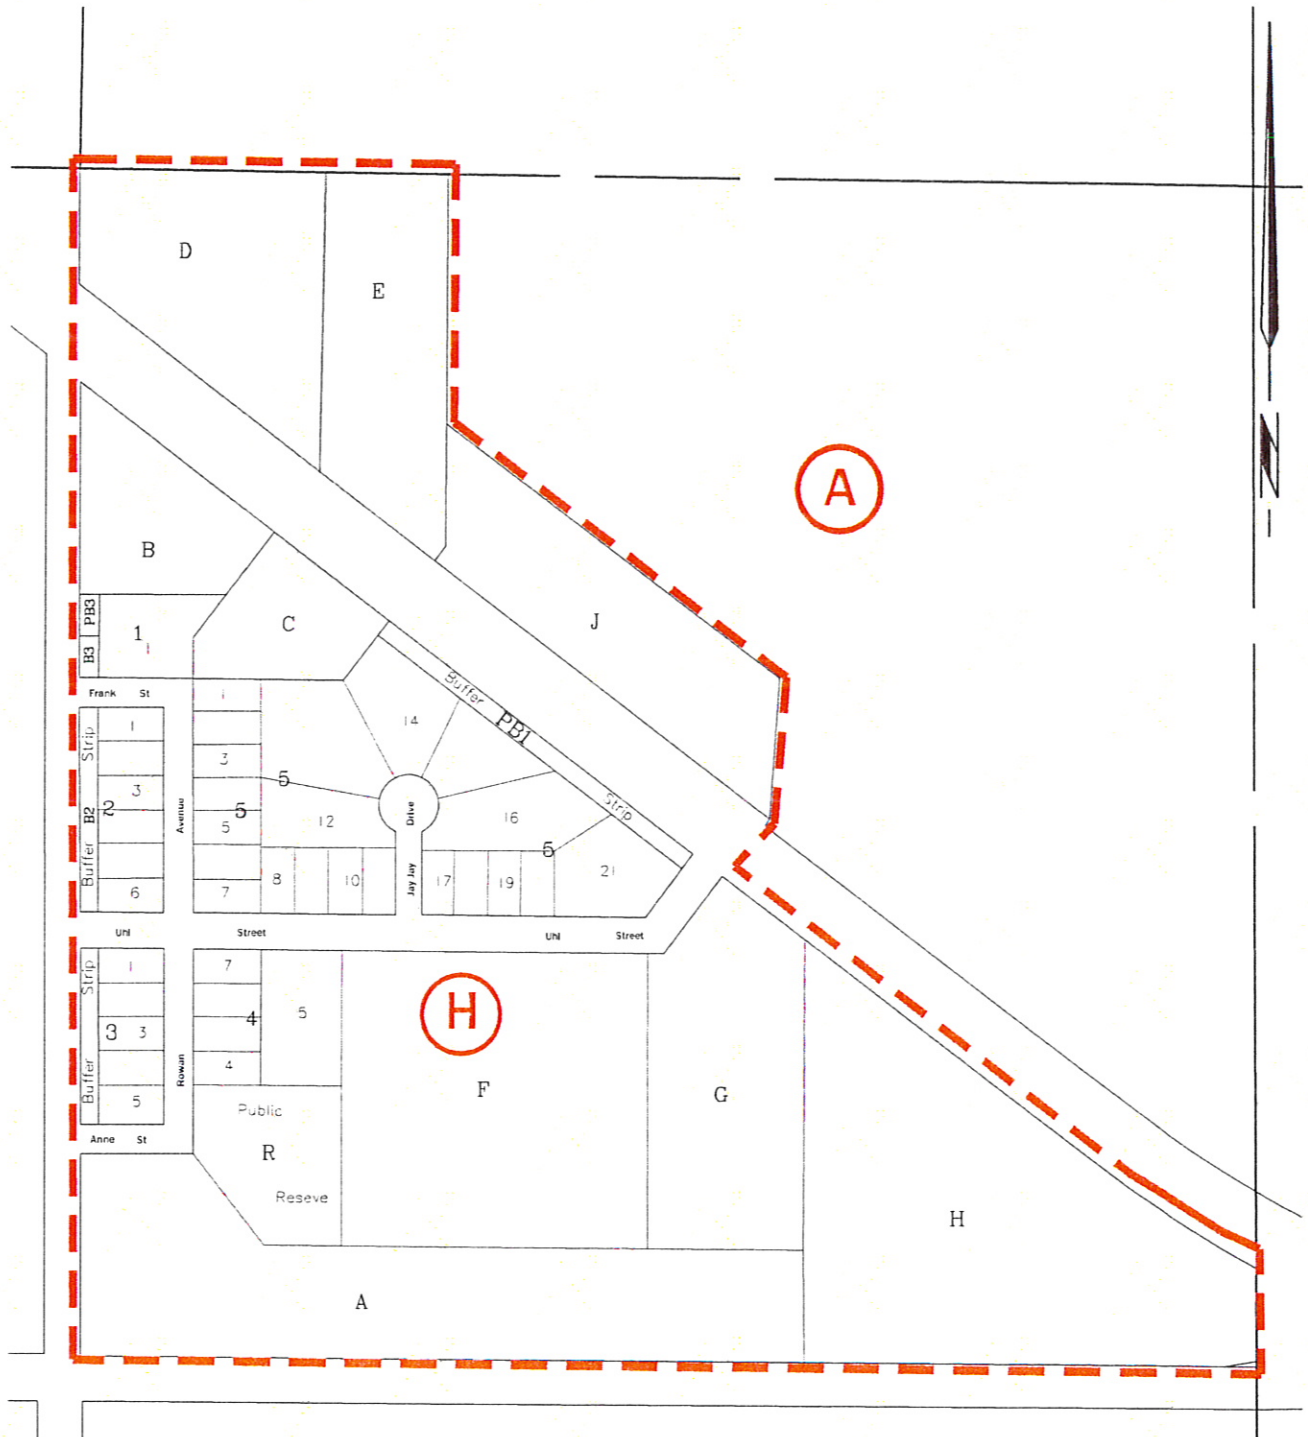 D
E
N
A
B
PB3
1
C
J
B3
Frank St
1
Buffer
PB1
Strip
14
Strip
1
3
5
2
B2
3
Avenue
5
5
Drive
12
16
5
Buffer
6
7
8
10
Jay Jay
17
19
21
Uhl Street
Uhl Street
Strip
1
7
5
H
3
3
4
4
Rowan
Buffer
5
F
G
Public
R
Reseve
Anne St
H
A